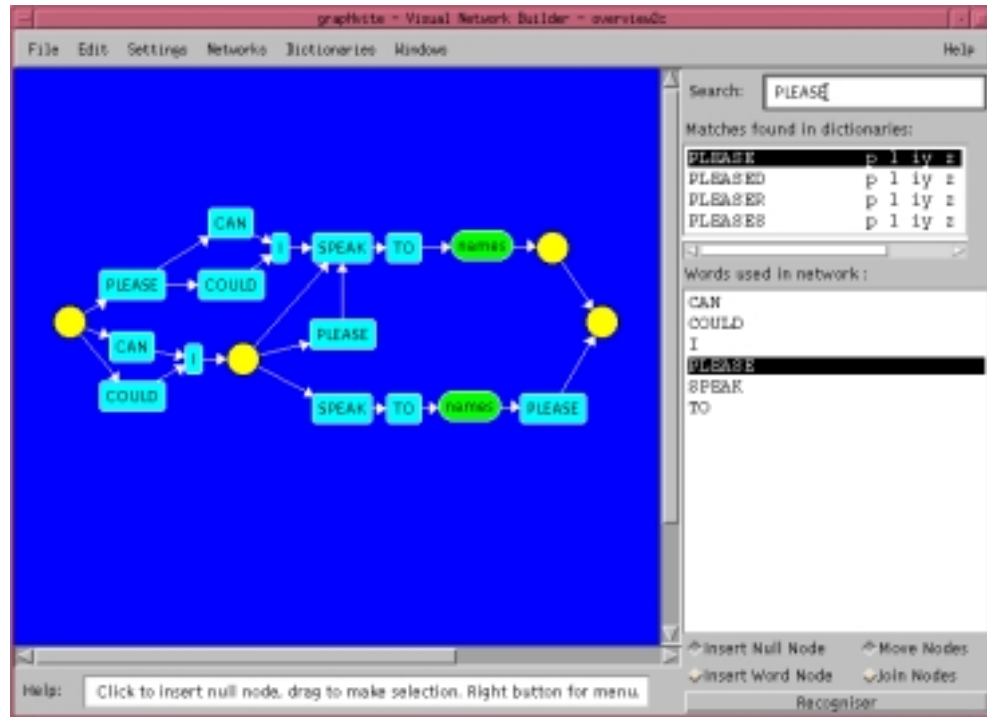 graphvite - Visual Network Builder - overview2c
File Edit Settings Networks Dictionaries Windows Help
Search: PLEASE
Matches found in dictionaries:
PLEASE p l iy z
PLEASED p l iy z
PLEASER p l iy z
PLEASES p l iy z
Words used in network :
CAN
COULD
I
PLEASE
SPEAK
TO
CAN
I SPEAK TO names
PLEASE COULD
PLEASE
CAN I
COULD
SPEAK TO names PLEASE
Insert Null Node Move Nodes
Insert Word Node Join Nodes
Recogniser
Help: Click to insert null node, drag to make selection. Right button for menu.